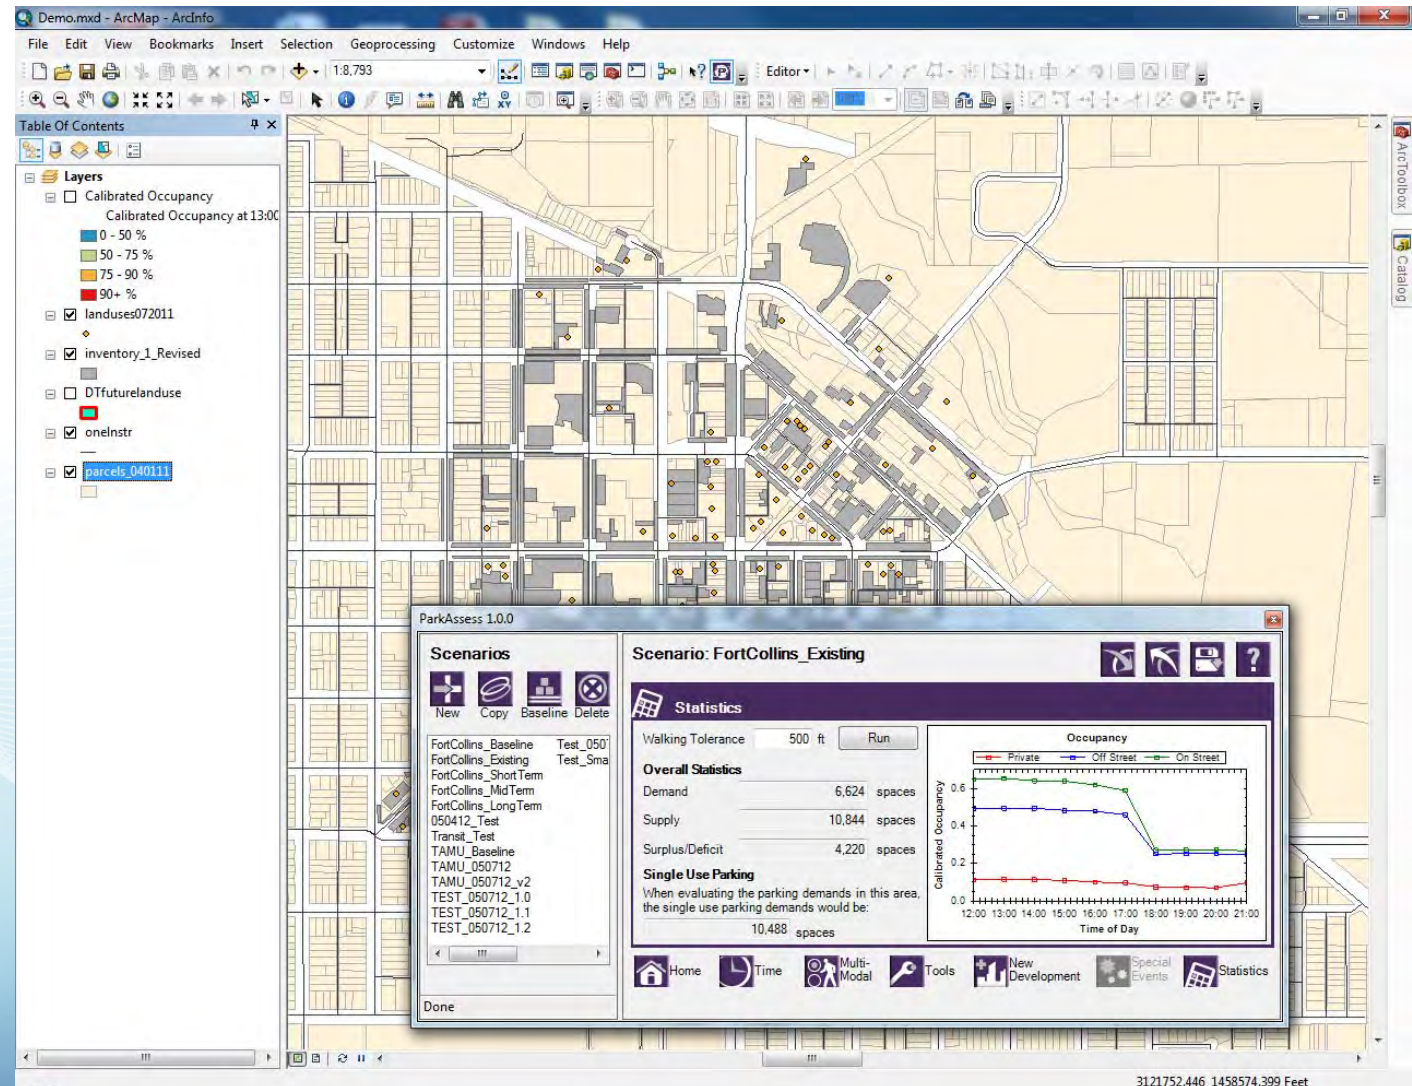 Demo.mxd - ArcMap - ArcInfo
File Edit View Bookmarks Insert Selection Geoprocessing Customize Windows Help
1:8,793
Editor
Table Of Contents
Layers
Calibrated Occupancy
Calibrated Occupancy at 13:00
0 - 50 %
50 - 75 %
75 - 90 %
90+ %
landuses072011
inventory_1_Revised
DTfuturelanduse
oneInstr
parcels_040111
ArcToolbox
Catalog
ParkAssess 1.0.0
Scenarios
New Copy Baseline Delete
FortCollins_Baseline Test_050
FortCollins_Existing Test_Sma
FortCollins_ShortTerm
FortCollins_MidTerm
FortCollins_LongTerm
050412_Test
Transit_Test
TAMU_Baseline
TAMU_050712
TAMU_050712_v2
TEST_050712_1.0
TEST_050712_1.1
TEST_050712_1.2
Done
Scenario: FortCollins_Existing
?
Statistics
Walking Tolerance 500 ft Run
Overall Statistics
Demand 6,624 spaces
Supply 10,844 spaces
Surplus/Deficit 4,220 spaces
Single Use Parking
When evaluating the parking demands in this area,
the single use parking demands would be:
10,488 spaces
Occupancy
Private Off Street On Street
Calibrated Occupancy
0.6
0.4
0.2
0.0
12:00 13:00 14:00 15:00 16:00 17:00 18:00 19:00 20:00 21:00
Time of Day
Home Time Multi-Modal Tools New Development Special Events Statistics
3121752.446 1458574.399 Feet